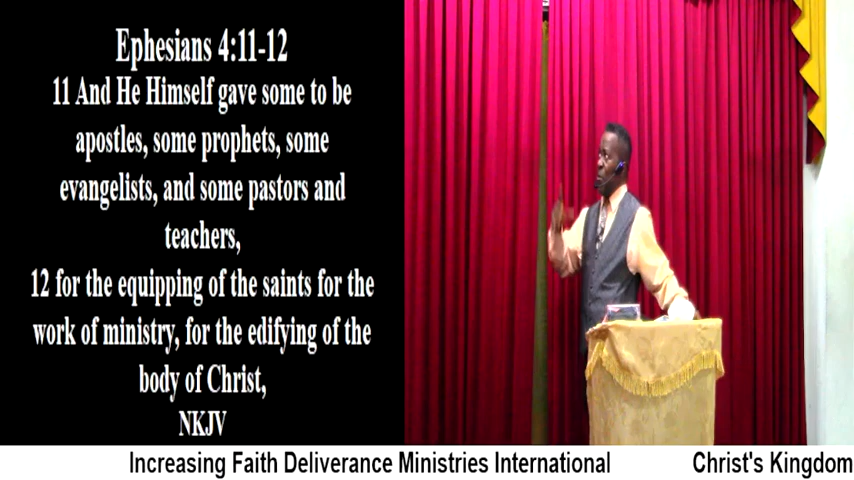 Ephesians 4:11-12
11 And He Himself gave some to be
apostles, some prophets, some
evangelists, and some pastors and
teachers,
12 for the equipping of the saints for the
work of ministry, for the edifying of the
body of Christ,
NKJV
Increasing Faith Deliverance Ministries International
Christ's Kingdom